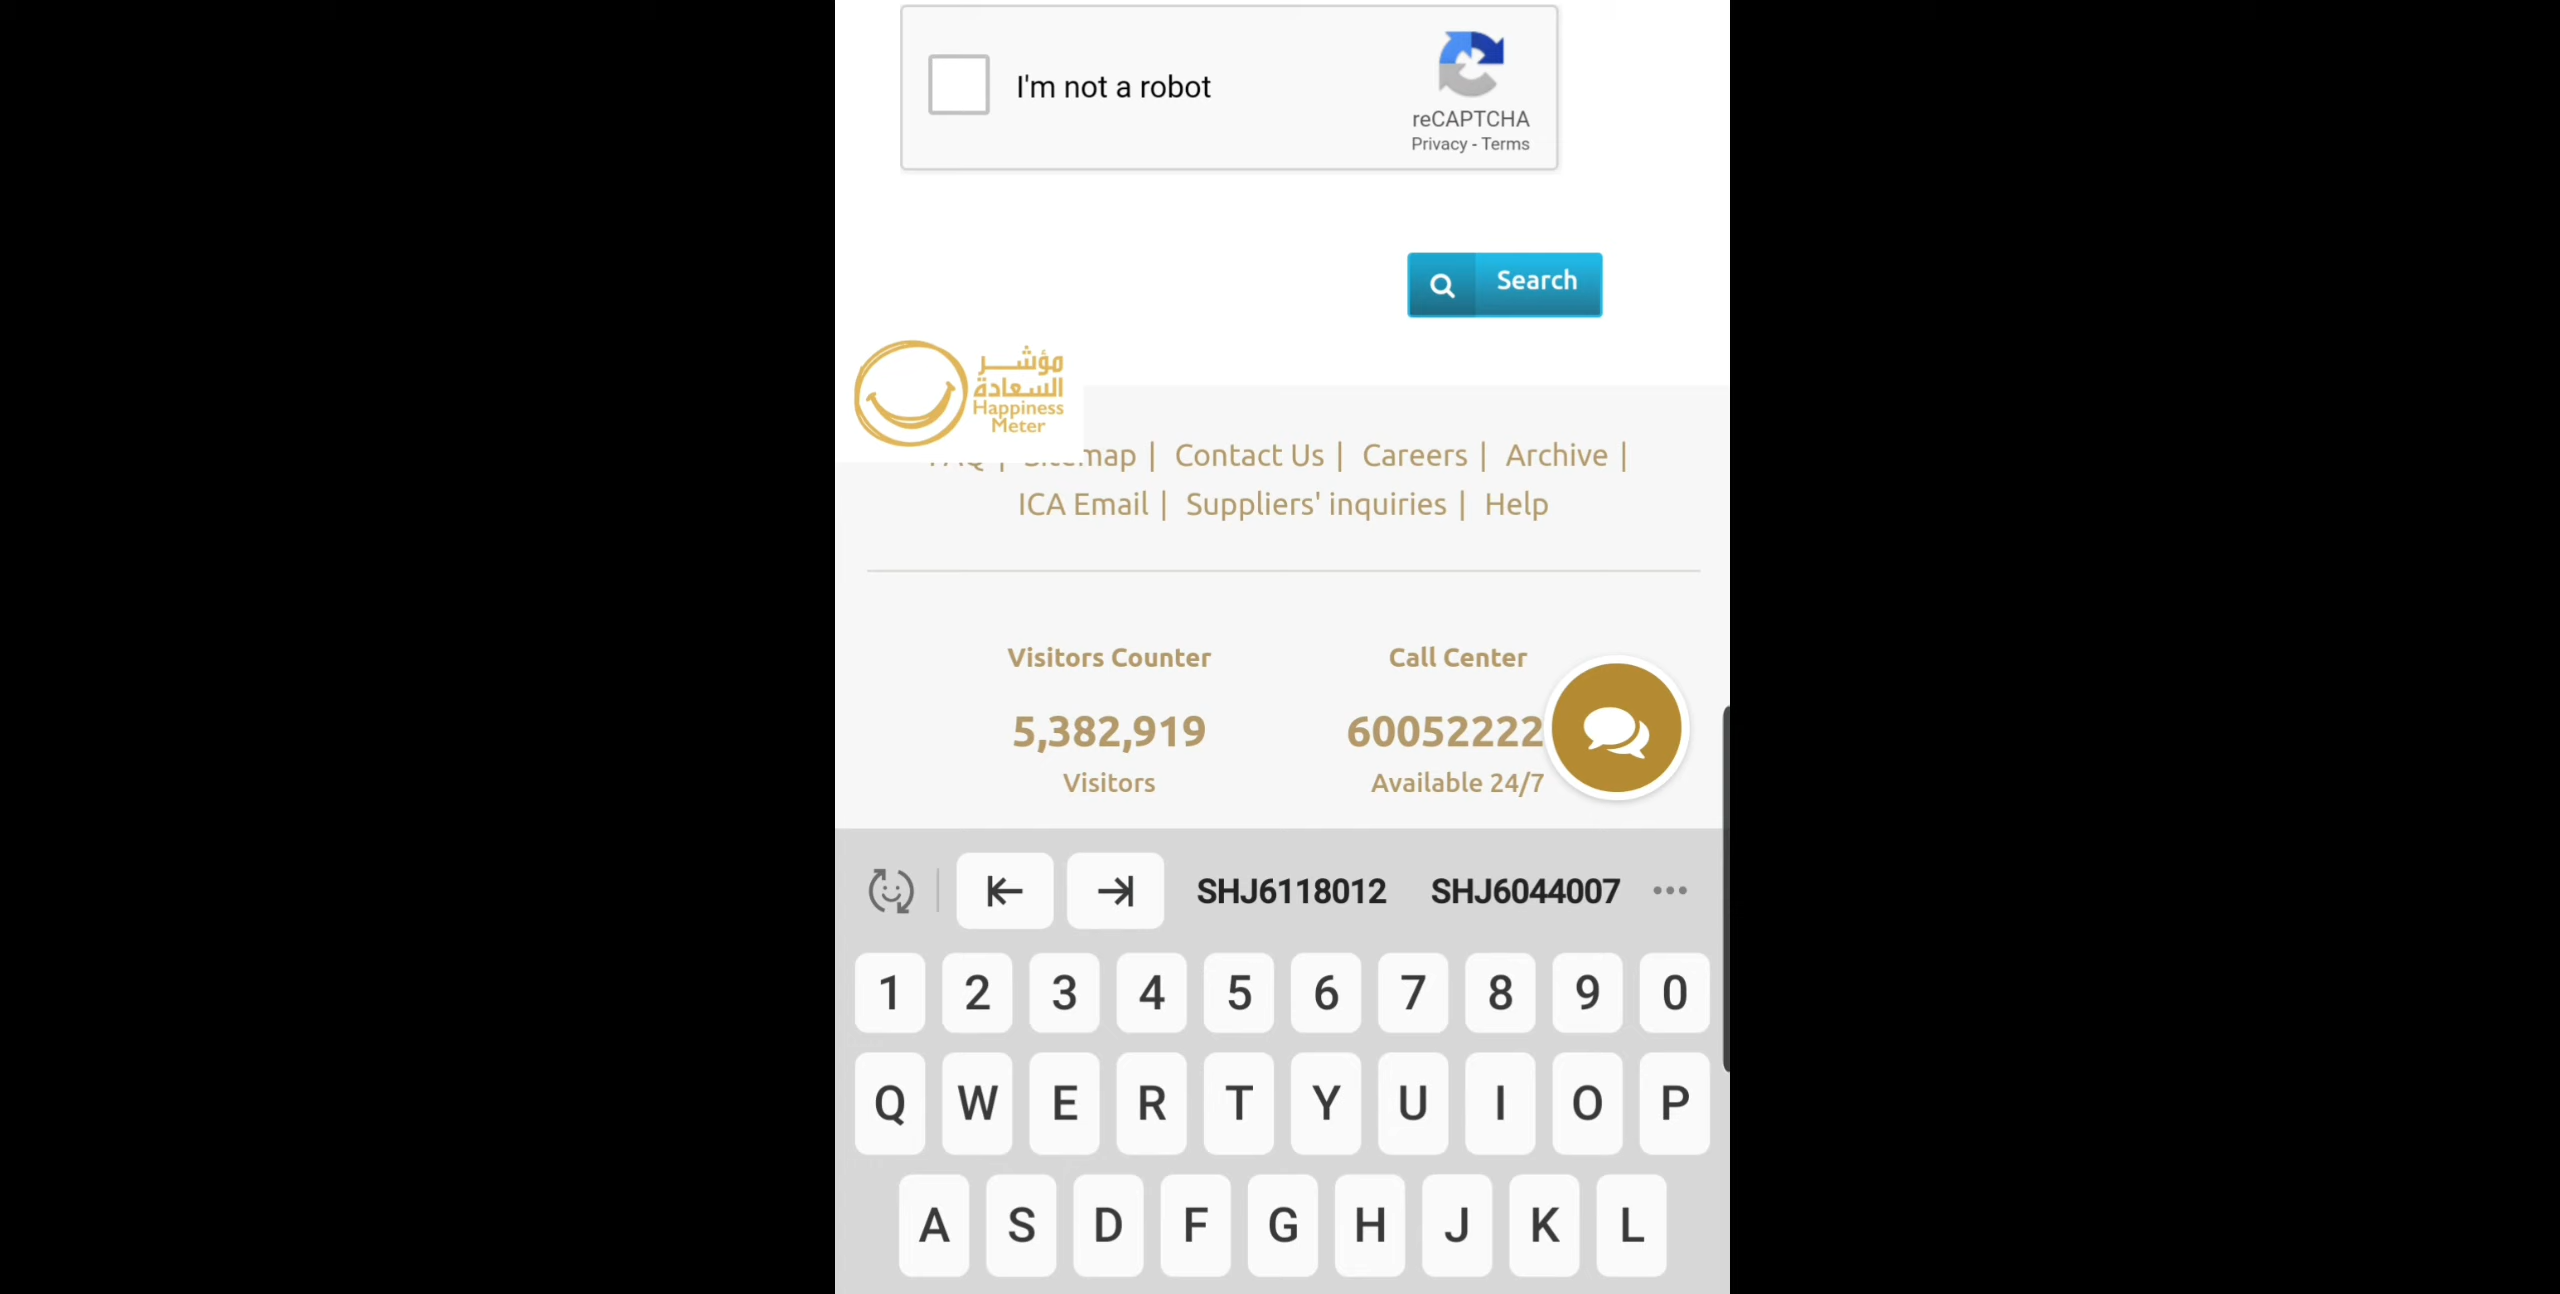 I'm not a robot
reCAPTCHA
Privacy - Terms
Search
مؤشر
السعادة
Happiness
Meter
Contact Us | Careers | Archive |
ICA Email | Suppliers' inquiries | Help
Visitors Counter Call Center
5,382,919 60052222
Visitors Available 24/7
SHJ6118012 SHJ6044007
1 2 3 4 5 6 7 8 9 0
Q W E R T Y U I O P
A S D F G H J K L